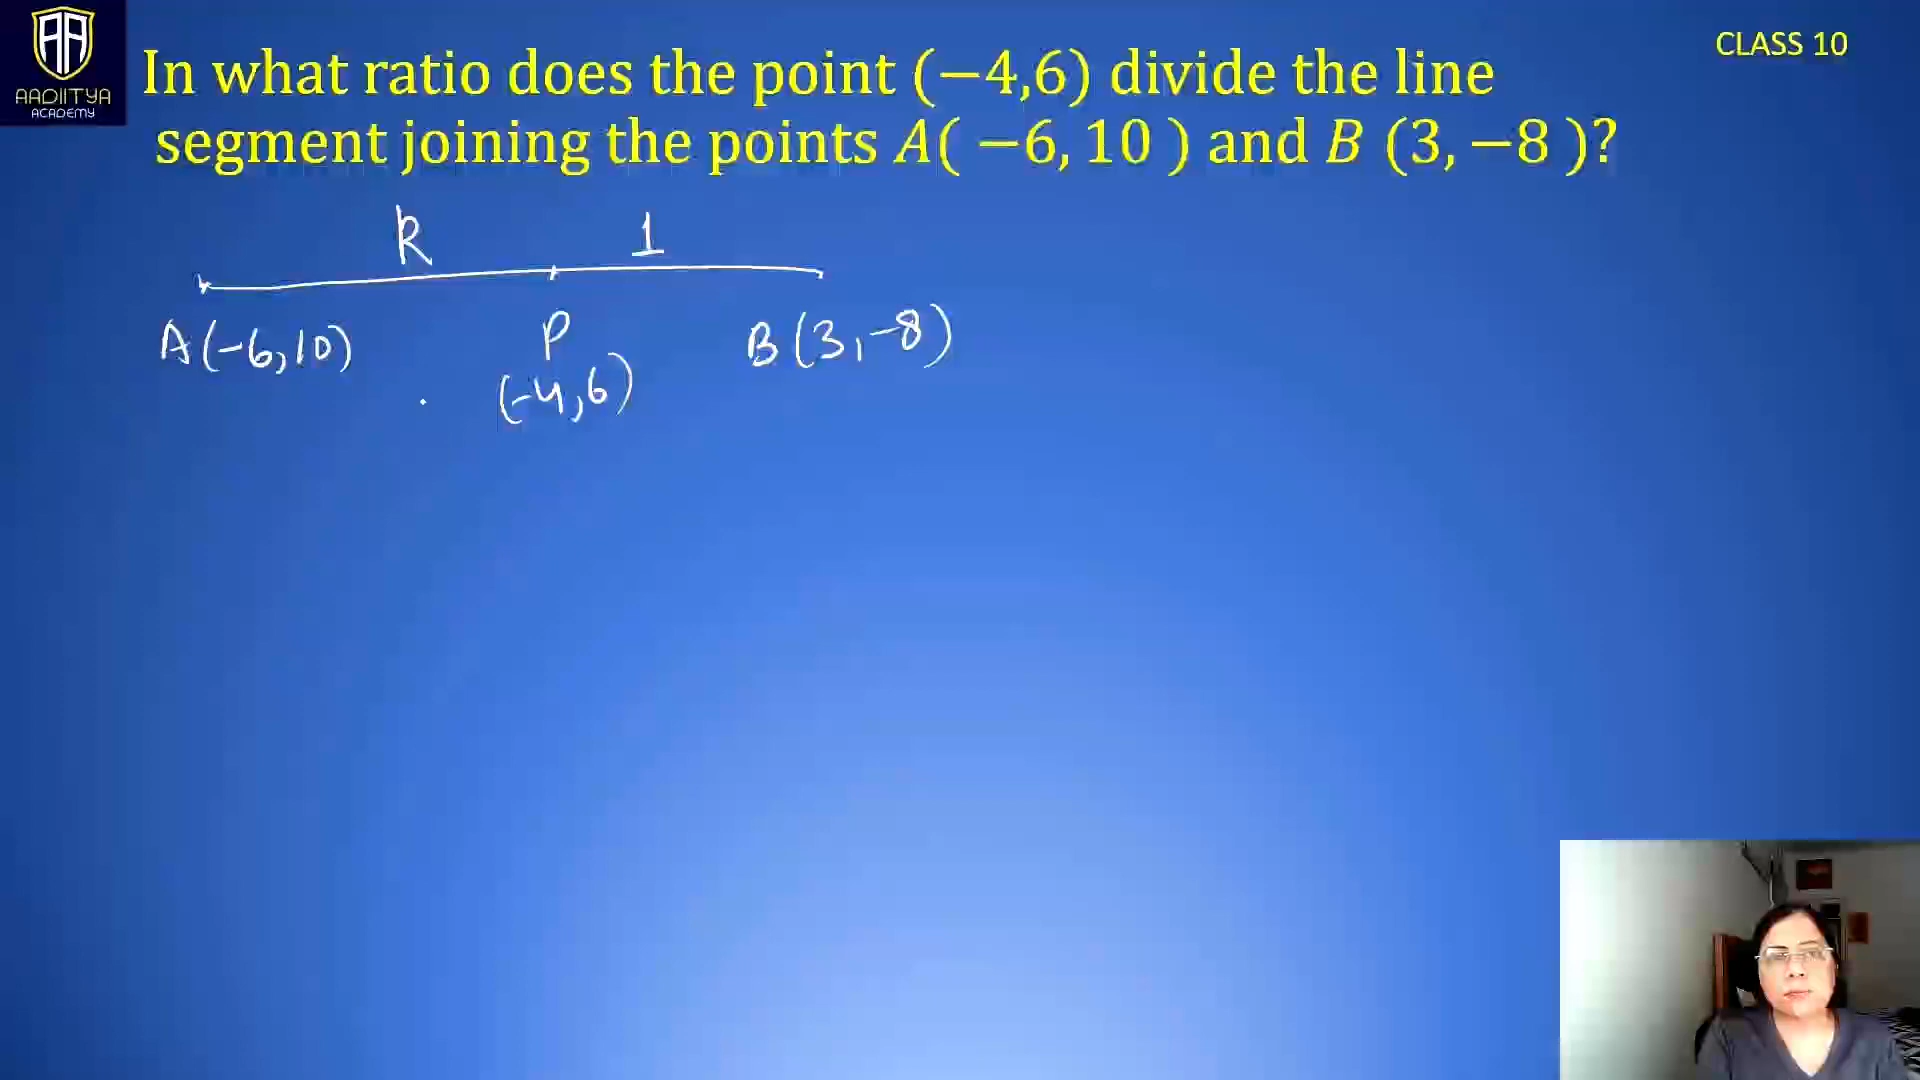 AADIITYA
ACADEMY
CLASS 10
In what ratio does the point (−4,6) divide the line
segment joining the points A( −6, 10 ) and B (3, −8 )?
k 1
A(-6,10) P B(3,-8)
(-4,6)